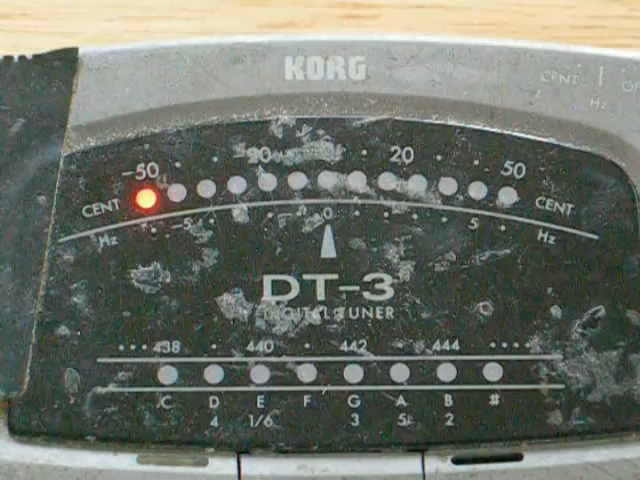 KORG
CENT
Hz
-50 20 20 50
CENT CENT
Hz -5 0 5 Hz
DT-3
DIGITAL TUNER
438 440 442 444
C D E F G A B #
4 1/6 3 5 2